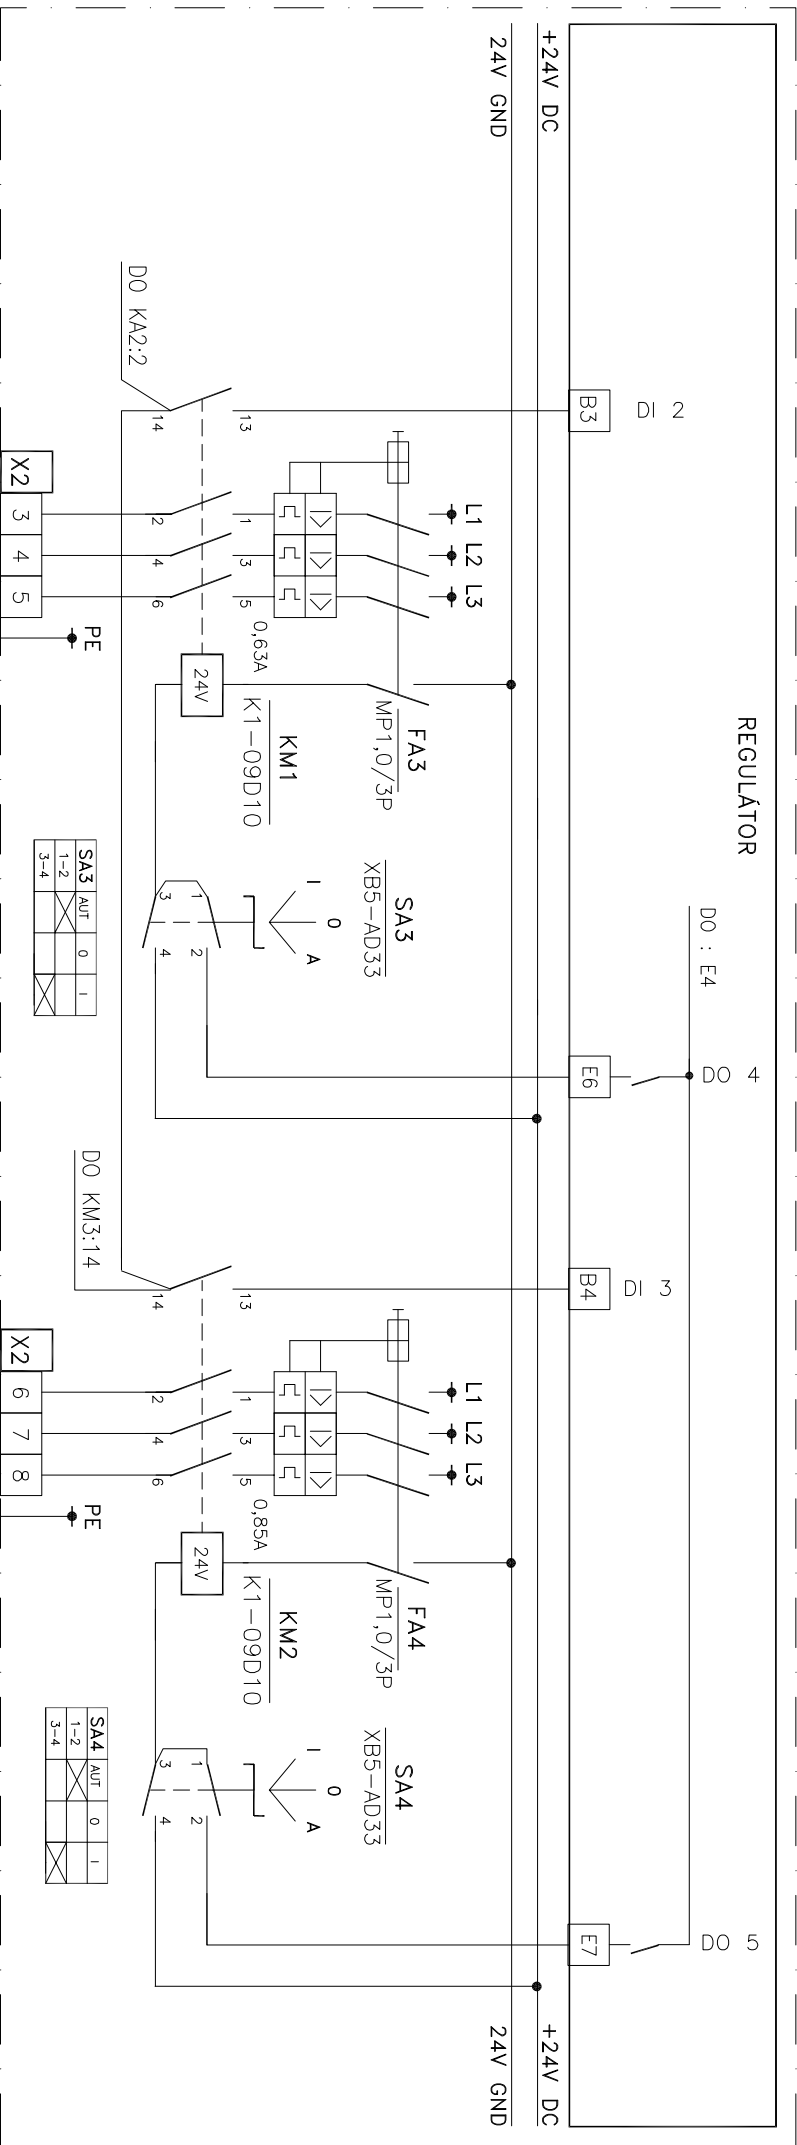 REGULÁTOR
DO : E4
DI 2
DO 4
DI 3
DO 5
B3
E6
B4
E7
+24V DC
+24V DC
24V GND
24V GND
L1
L2
L3
FA3
MP1,0/3P
SA3
XB5-AD33
I
0
A
L1
L2
L3
FA4
MP1,0/3P
SA4
XB5-AD33
I
0
A
13
1
3
5
0,63A
KM1
K1-09D10
24V
14
2
4
6
1
2
3
4
DO KA2:2
13
1
3
5
0,85A
KM2
K1-09D10
24V
14
2
4
6
1
2
3
4
DO KM3:14
PE
SA3 AUT 0 I
1-2
3-4
PE
SA4 AUT 0 I
1-2
3-4
X2 3 4 5
X2 6 7 8